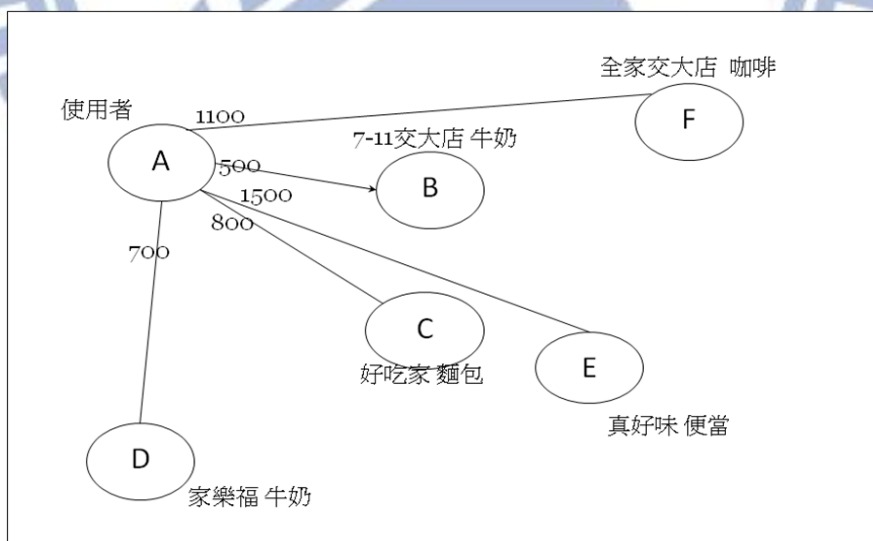 全家交大店 咖啡
使用者
1100
F
7-11交大店 牛奶
A
500
B
1500
800
700
C
好吃家 麵包
E
真好味 便當
D
家樂福 牛奶